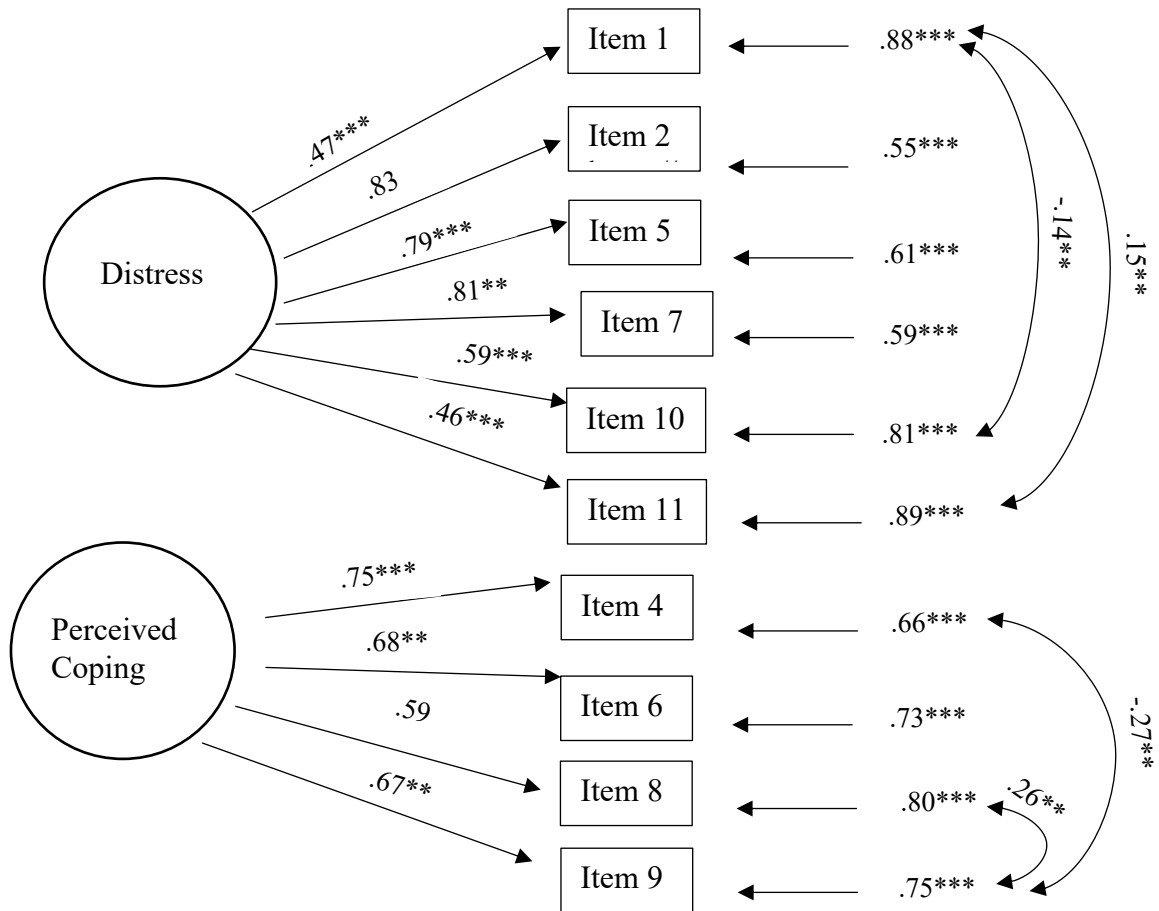 Item 1
.88***
.47***
Item 2
.55***
.83
Item 5
.79***
.61***
-.14**
.15**
Distress
.81**
Item 7
.59***
.59***
Item 10
.81***
.46***
Item 11
.89***
.75***
Item 4
.66***
Perceived
Coping
.68**
Item 6
.73***
-.27**
.59
Item 8
.80***
.26**
.67**
Item 9
.75***